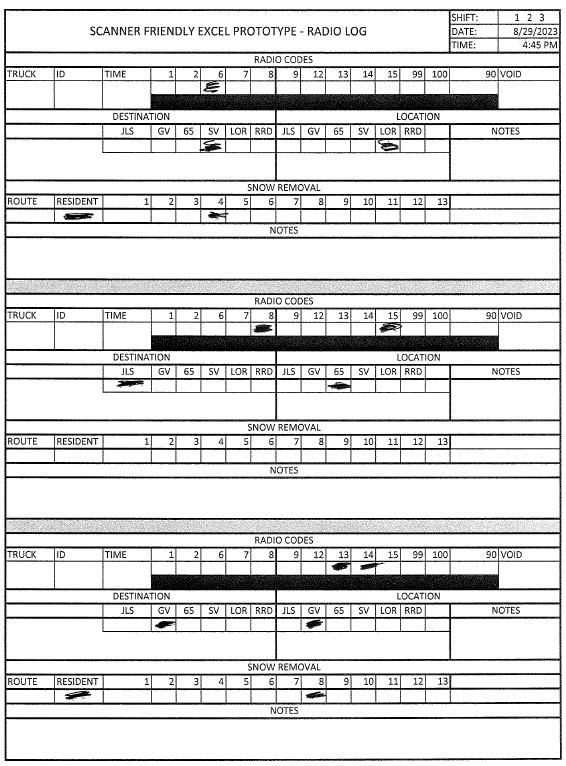 SCANNER FRIENDLY EXCEL PROTOTYPE - RADIO LOG
SHIFT: 1 2 3
DATE: 8/29/2023
TIME: 4:45 PM
RADIO CODES
TRUCK ID TIME 1 2 6 7 8 9 12 13 14 15 99 100 90 VOID
DESTINATION LOCATION
JLS GV 65 SV LOR RRD JLS GV 65 SV LOR RRD NOTES
SNOW REMOVAL
ROUTE RESIDENT 1 2 3 4 5 6 7 8 9 10 11 12 13
NOTES
RADIO CODES
TRUCK ID TIME 1 2 6 7 8 9 12 13 14 15 99 100 90 VOID
DESTINATION LOCATION
JLS GV 65 SV LOR RRD JLS GV 65 SV LOR RRD NOTES
SNOW REMOVAL
ROUTE RESIDENT 1 2 3 4 5 6 7 8 9 10 11 12 13
NOTES
RADIO CODES
TRUCK ID TIME 1 2 6 7 8 9 12 13 14 15 99 100 90 VOID
DESTINATION LOCATION
JLS GV 65 SV LOR RRD JLS GV 65 SV LOR RRD NOTES
SNOW REMOVAL
ROUTE RESIDENT 1 2 3 4 5 6 7 8 9 10 11 12 13
NOTES